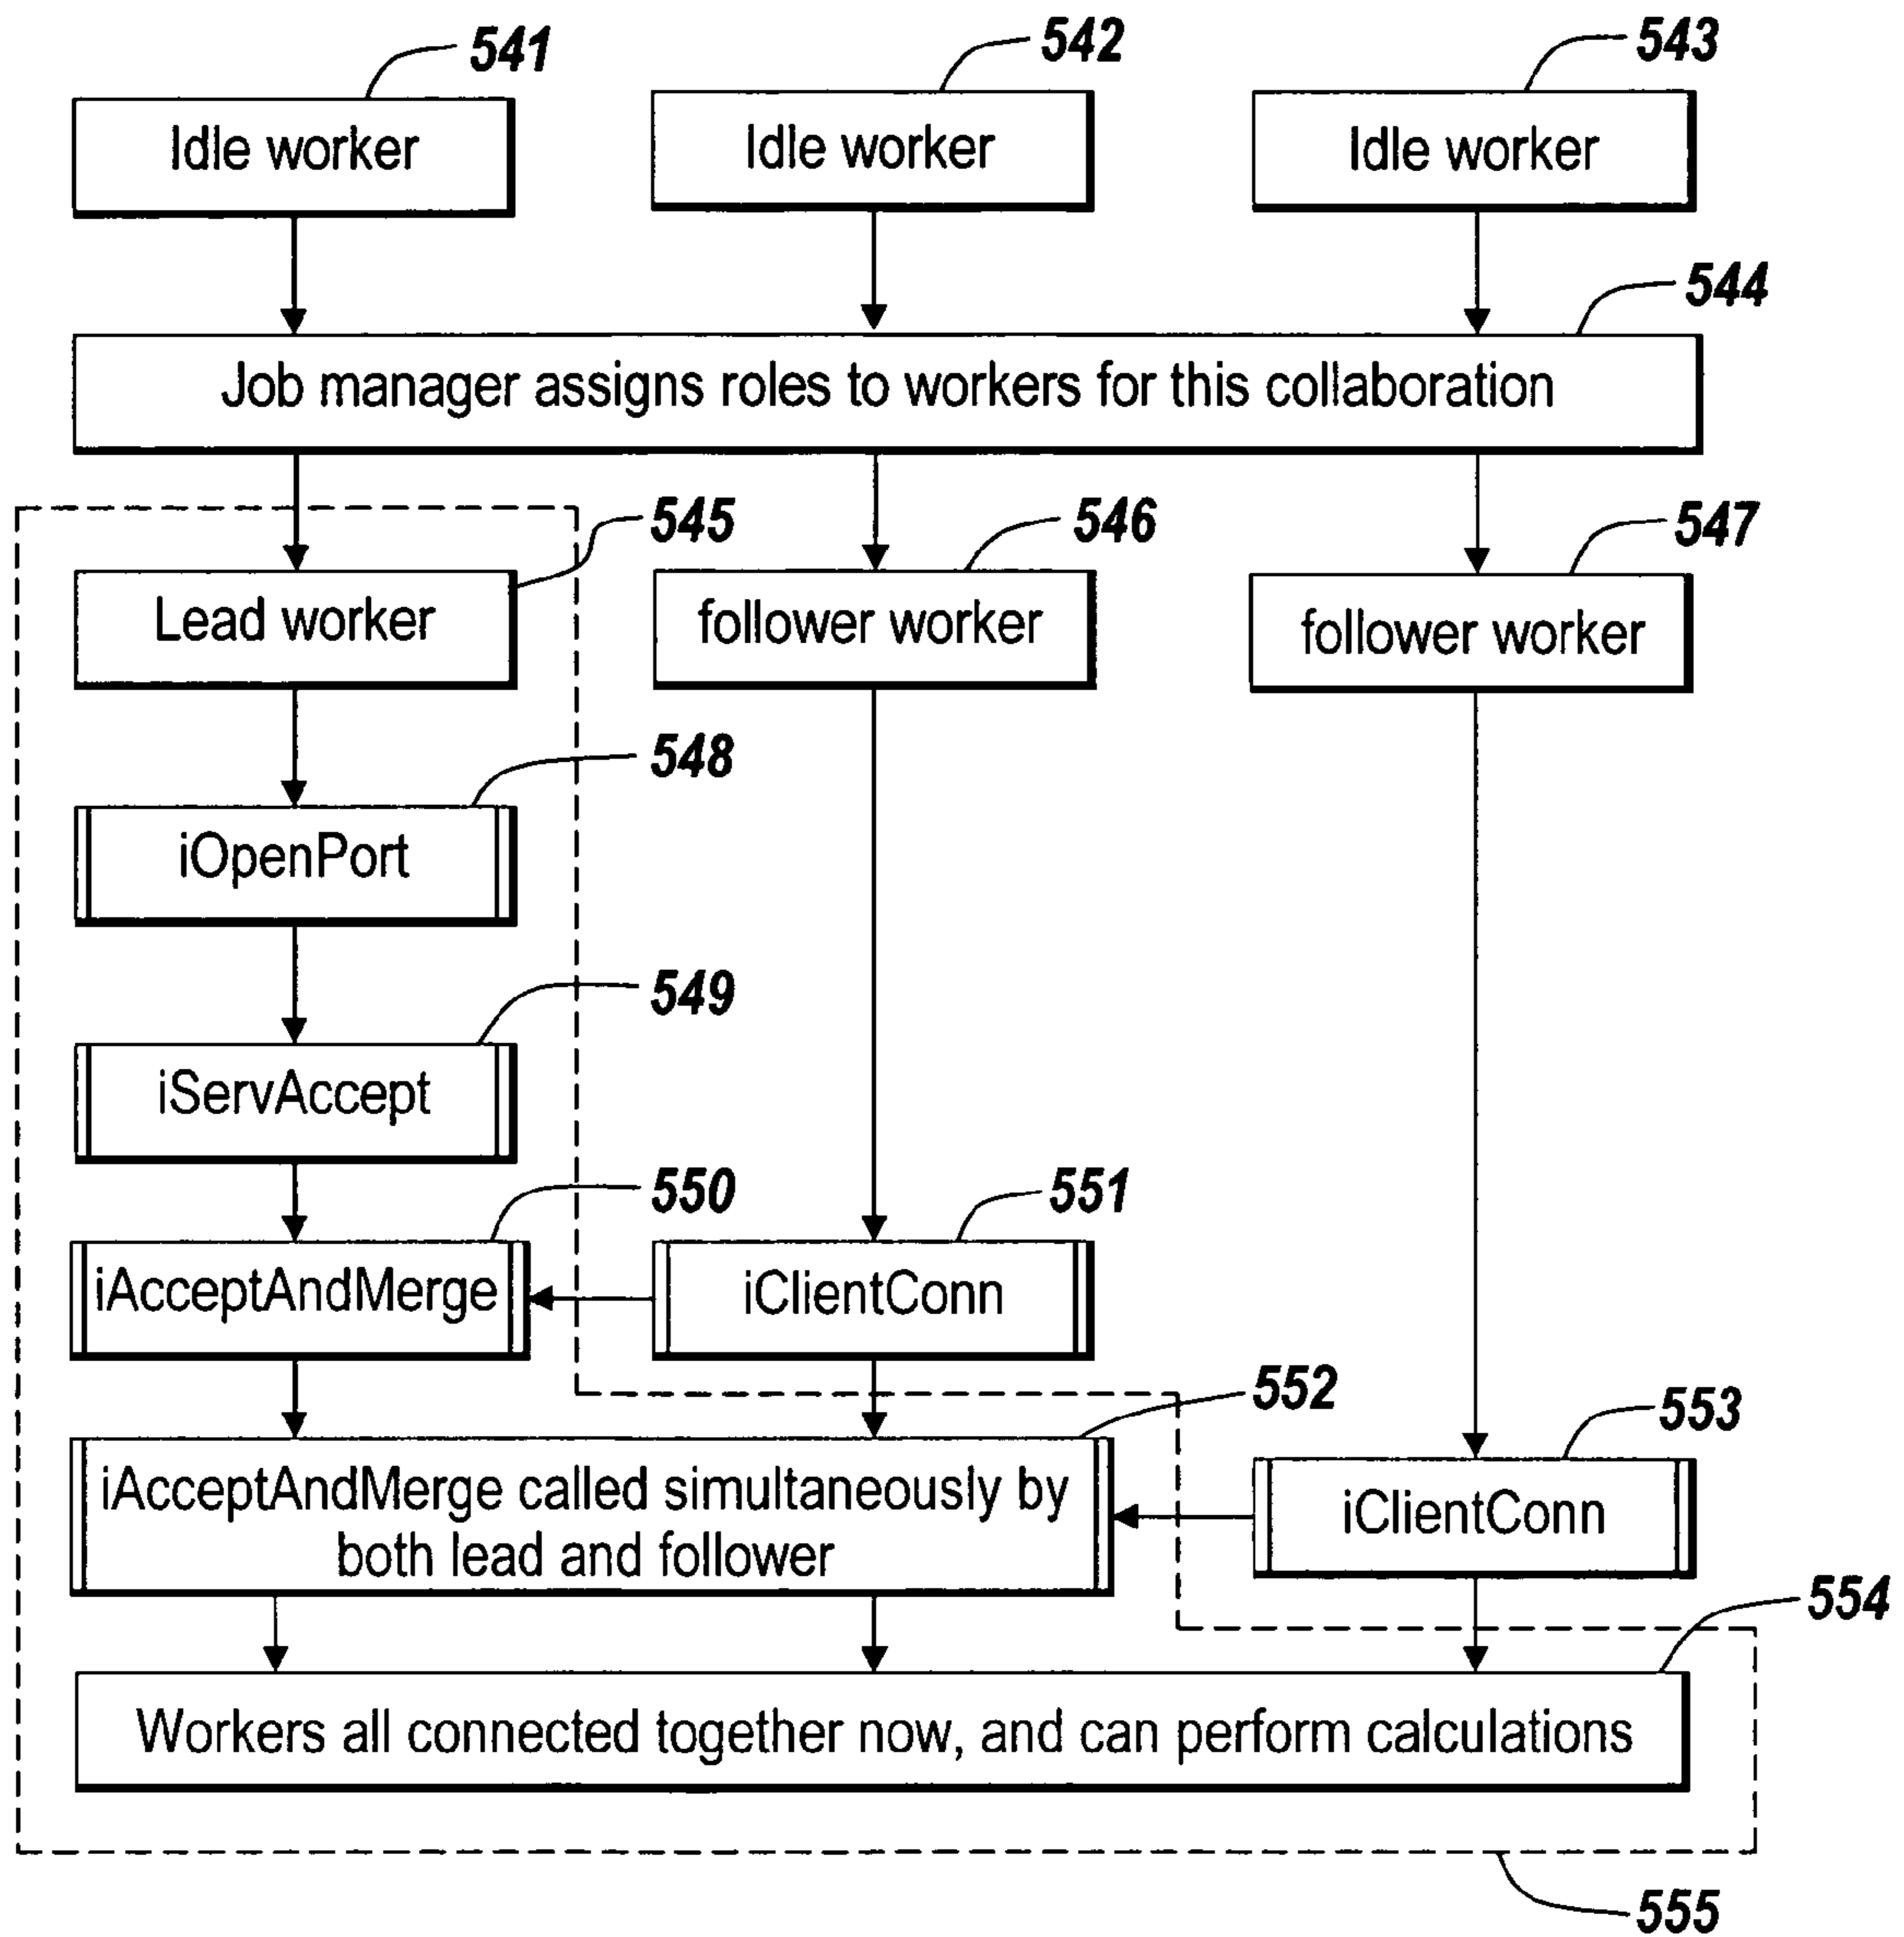 541
542
543
Idle worker
Idle worker
Idle worker
544
Job manager assigns roles to workers for this collaboration
545
546
547
Lead worker
follower worker
follower worker
548
iOpenPort
549
iServAccept
550
551
iAcceptAndMerge
iClientConn
552
553
iAcceptAndMerge called simultaneously by
both lead and follower
iClientConn
554
Workers all connected together now, and can perform calculations
555